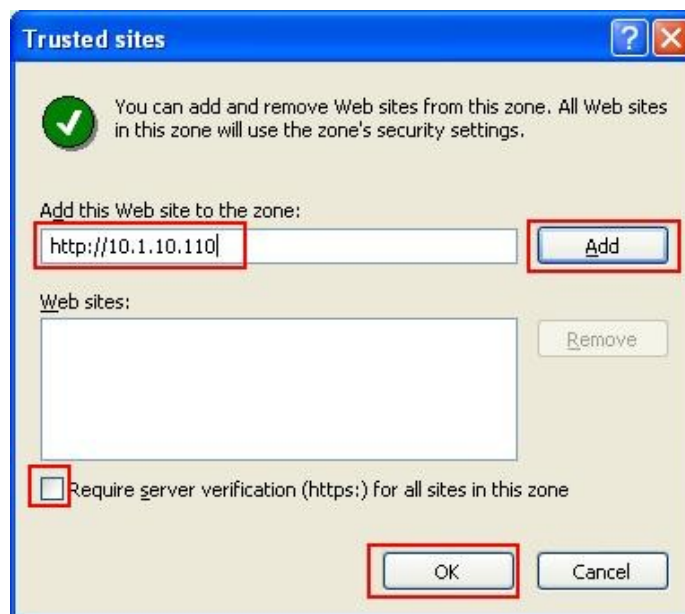 Trusted sites
You can add and remove Web sites from this zone. All Web sites
in this zone will use the zone's security settings.
Add this Web site to the zone:
http://10.1.10.110
Add
Web sites:
Remove
Require server verification (https:) for all sites in this zone
OK
Cancel